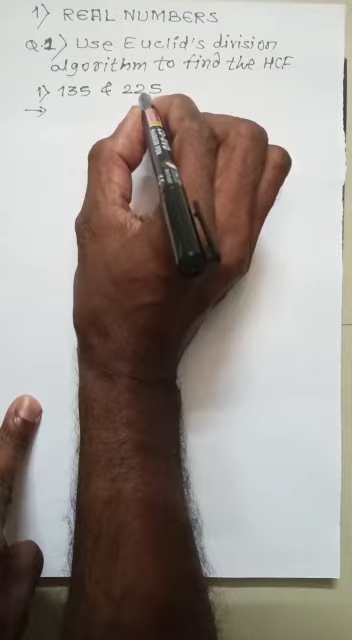 1) REAL NUMBERS
Q.1) Use Euclid's division
algorithm to find the HCF
1) 135 & 225
→